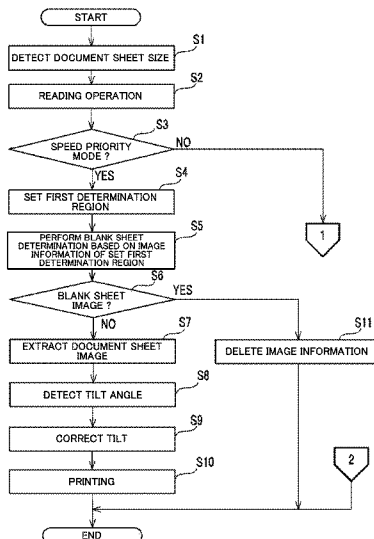 START
S1
DETECT DOCUMENT SHEET SIZE
S2
READING OPERATION
S3
SPEED PRIORITY
MODE ?
NO
YES
S4
SET FIRST DETERMINATION
REGION
1
S5
PERFORM BLANK SHEET
DETERMINATION BASED ON IMAGE
INFORMATION OF SET FIRST
DETERMINATION REGION
S6
BLANK SHEET
IMAGE ?
YES
NO
S7
S11
EXTRACT DOCUMENT SHEET
IMAGE
DELETE IMAGE INFORMATION
S8
DETECT TILT ANGLE
S9
CORRECT TILT
2
S10
PRINTING
END